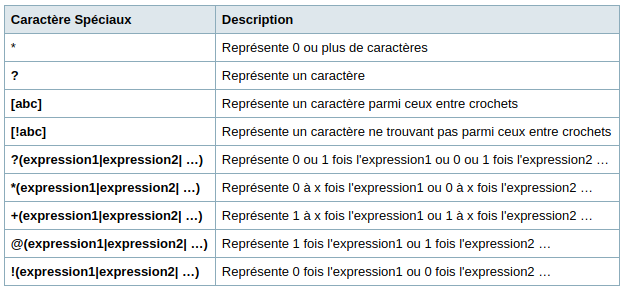 Caractère Spéciaux Description
* Représente 0 ou plus de caractères
? Représente un caractère
[abc] Représente un caractère parmi ceux entre crochets
[!abc] Représente un caractère ne trouvant pas parmi ceux entre crochets
?(expression1|expression2| …) Représente 0 ou 1 fois l'expression1 ou 0 ou 1 fois l'expression2 …
*(expression1|expression2| …) Représente 0 à x fois l'expression1 ou 0 à x fois l'expression2 …
+(expression1|expression2| …) Représente 1 à x fois l'expression1 ou 1 à x fois l'expression2 …
@(expression1|expression2| …) Représente 1 fois l'expression1 ou 1 fois l'expression2 …
!(expression1|expression2| …) Représente 0 fois l'expression1 ou 0 fois l'expression2 …